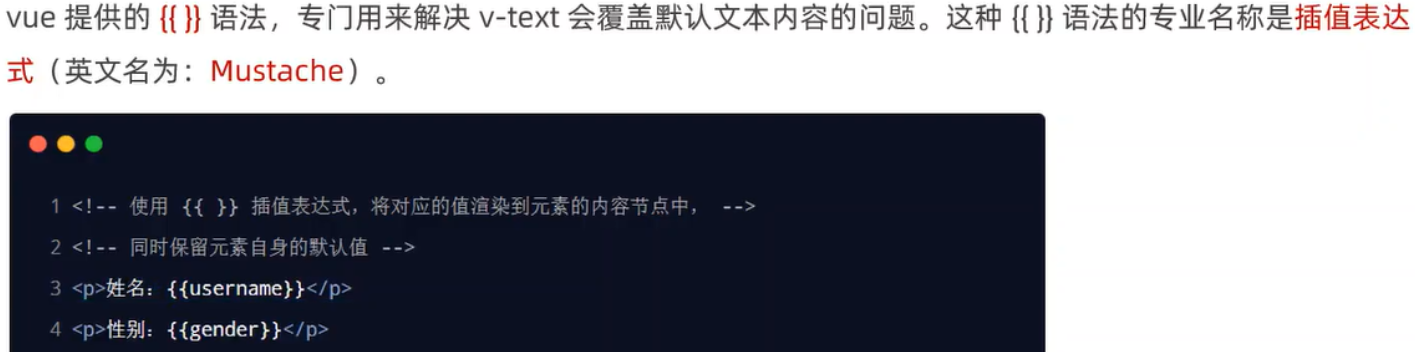 vue 提供的 {{ }} 语法，专门用来解决 v-text 会覆盖默认文本内容的问题。这种 {{ }} 语法的专业名称是插值表达
式（英文名为：Mustache）。
1 <!-- 使用 {{ }} 插值表达式，将对应的值渲染到元素的内容节点中， -->
2 <!-- 同时保留元素自身的默认值 -->
3 <p>姓名：{{username}}</p>
4 <p>性别：{{gender}}</p>